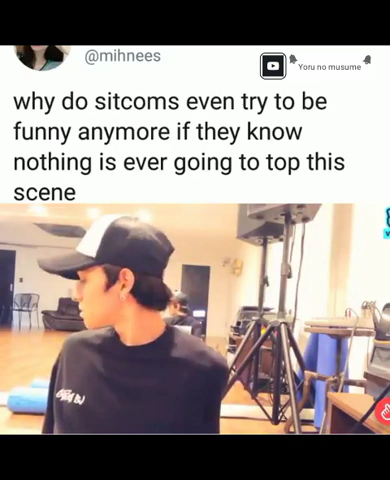 @mihnees
Yoru no musume
why do sitcoms even try to be
funny anymore if they know
nothing is ever going to top this
scene